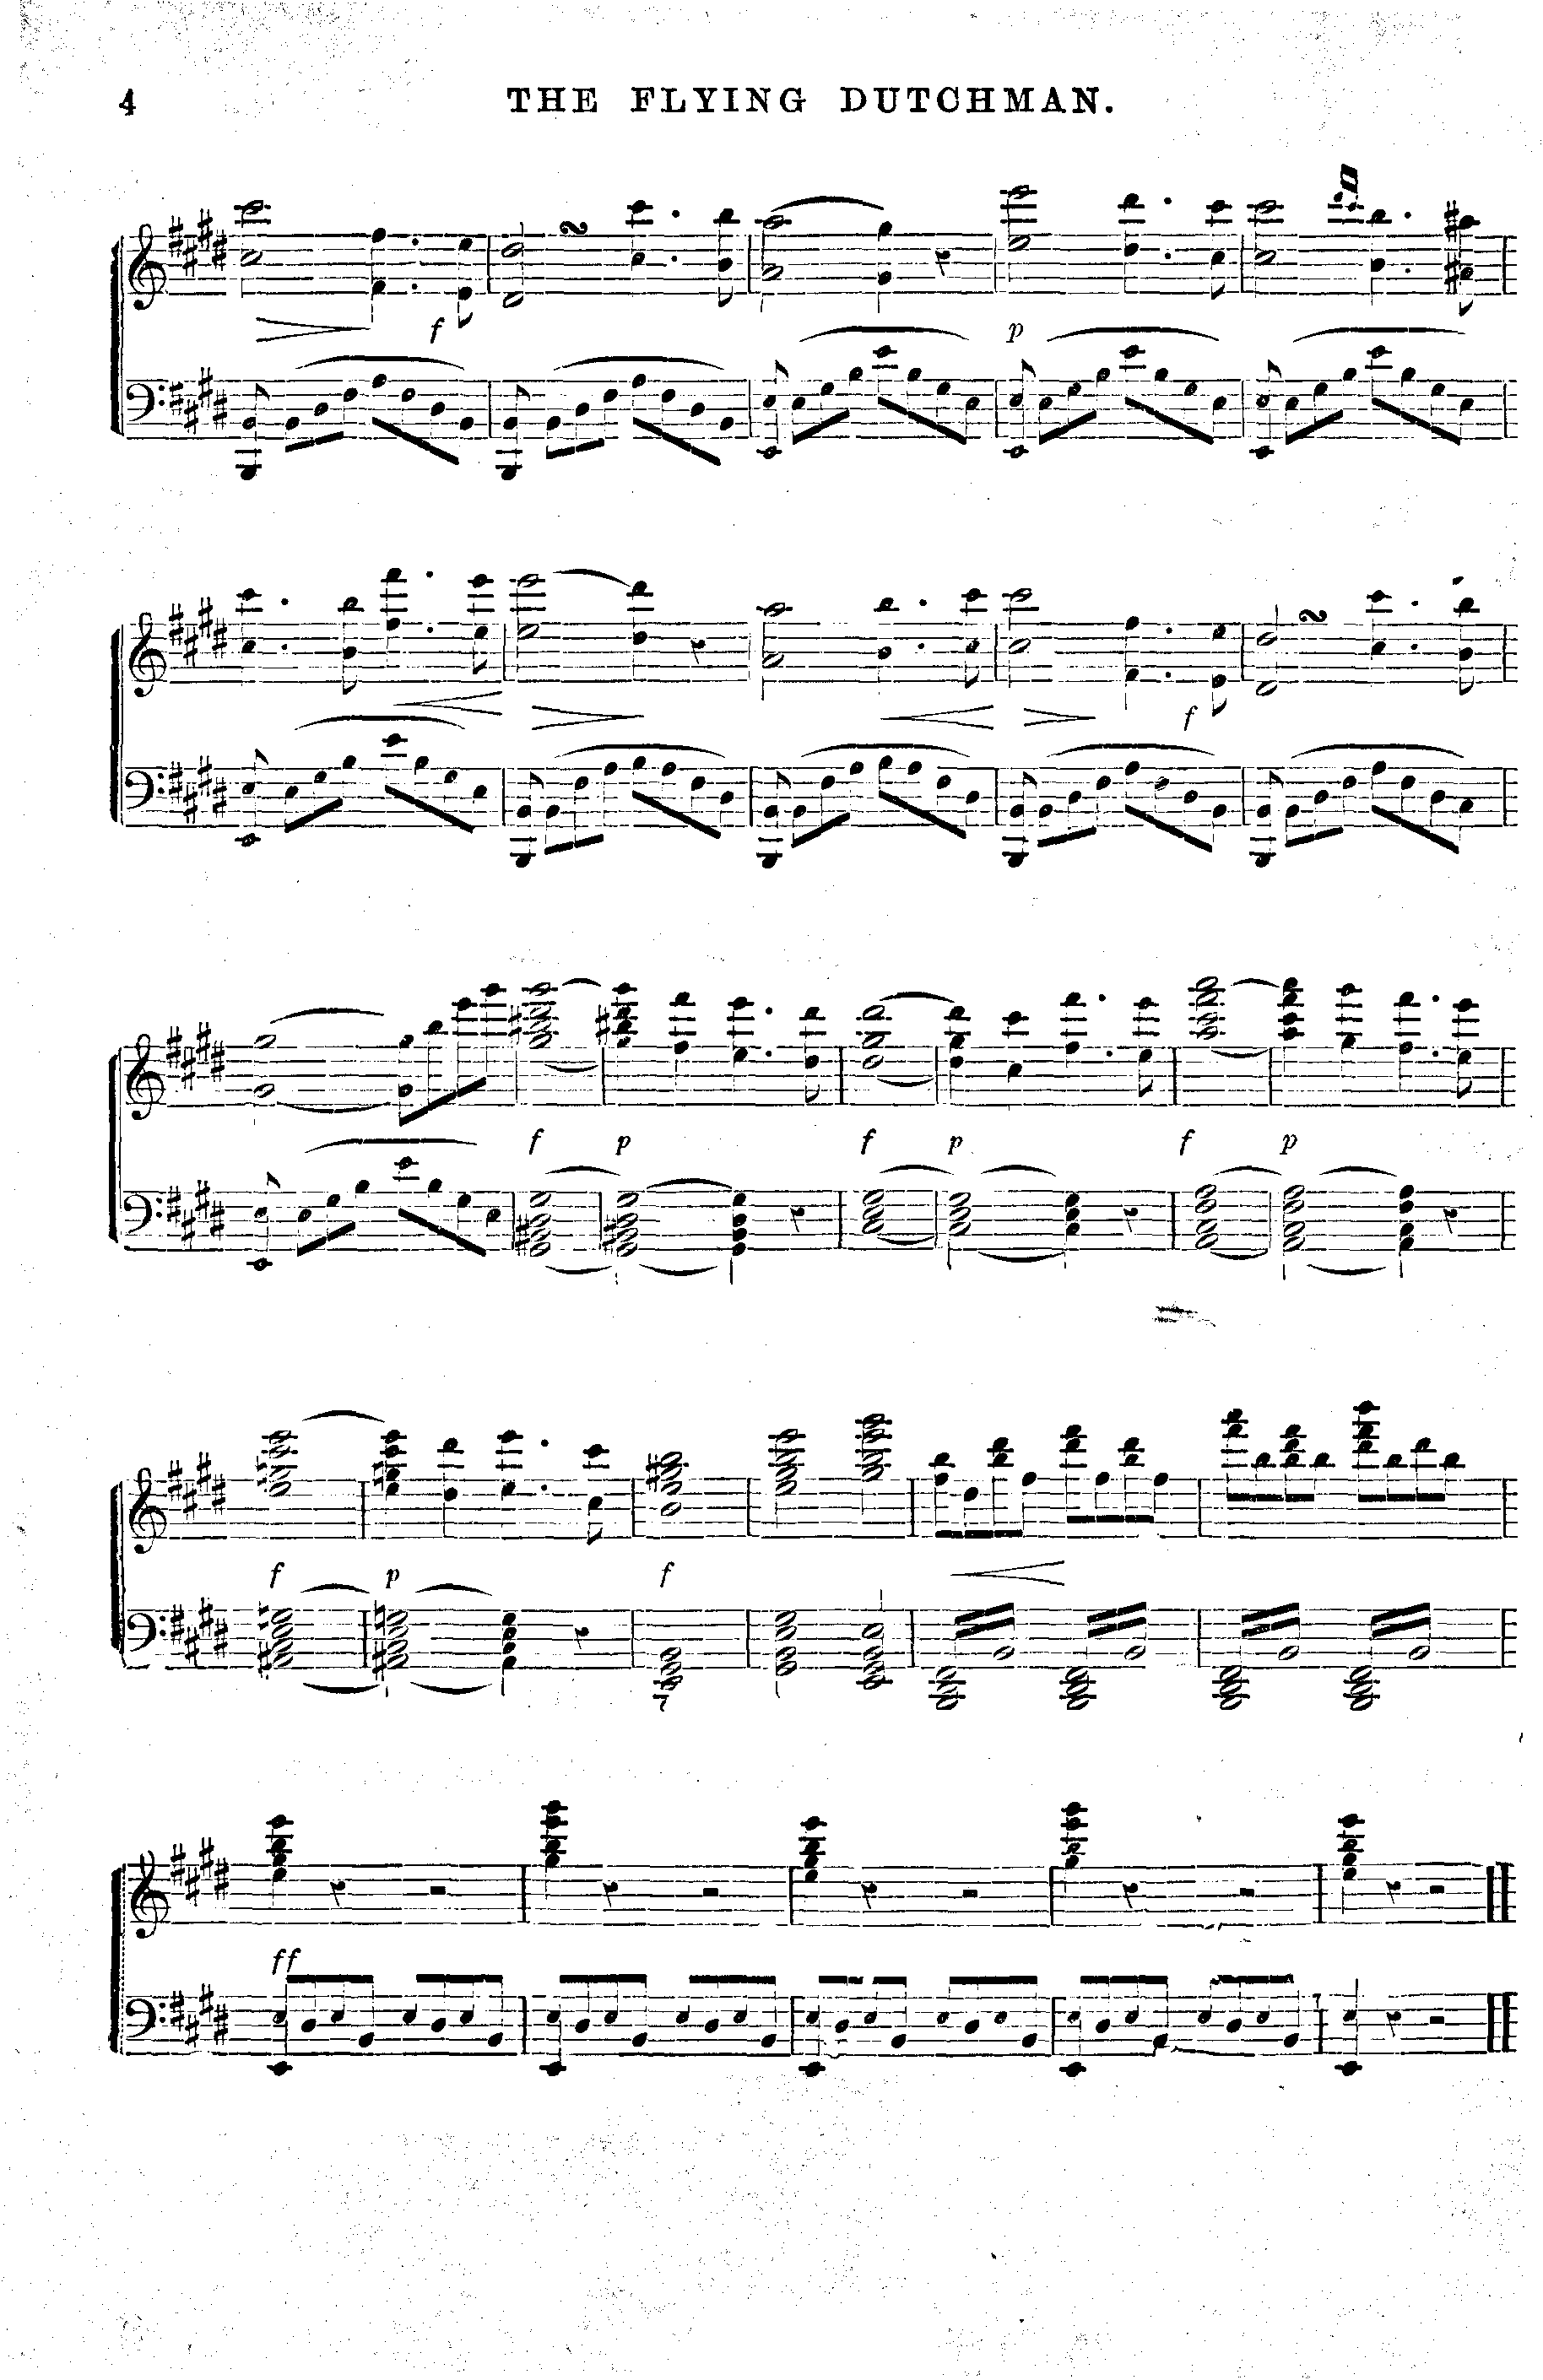 4
THE FLYING DUTCHMAN.
f
p
f
f p f p f p
f p f
ff